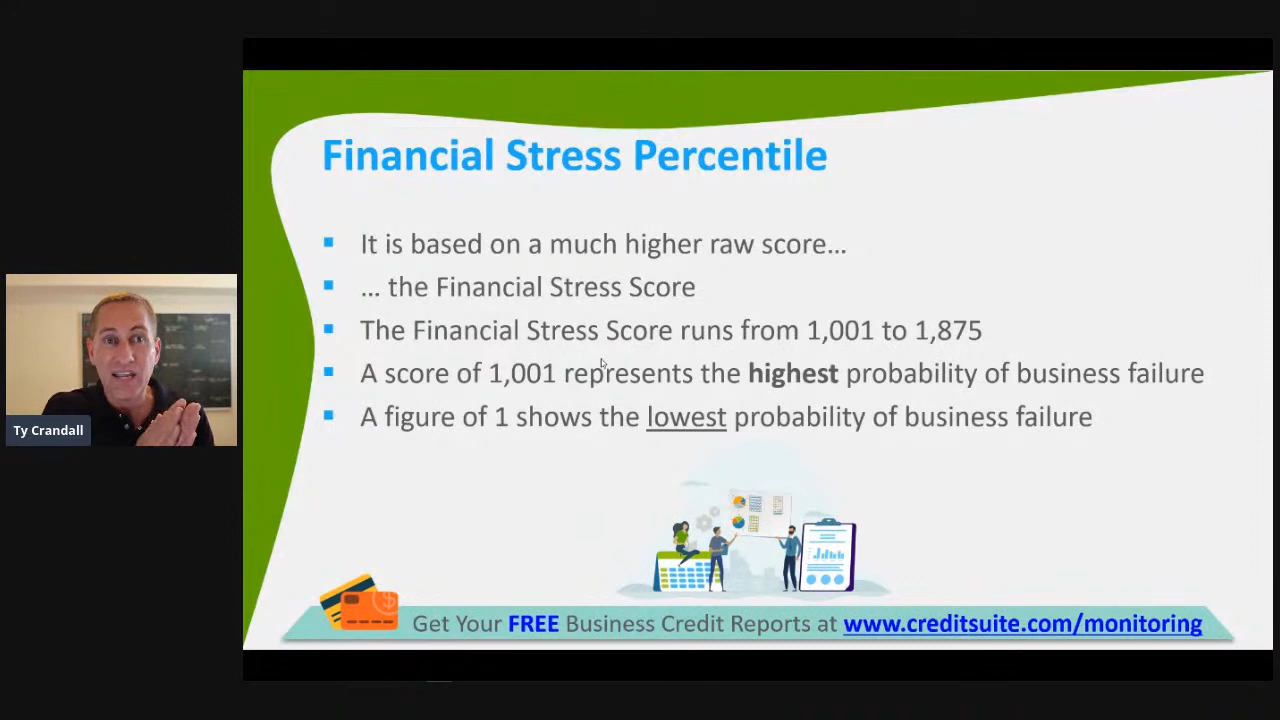 Financial Stress Percentile
It is based on a much higher raw score...
... the Financial Stress Score
The Financial Stress Score runs from 1,001 to 1,875
A score of 1,001 represents the highest probability of business failure
A figure of 1 shows the lowest probability of business failure
Ty Crandall
Get Your FREE Business Credit Reports at www.creditsuite.com/monitoring